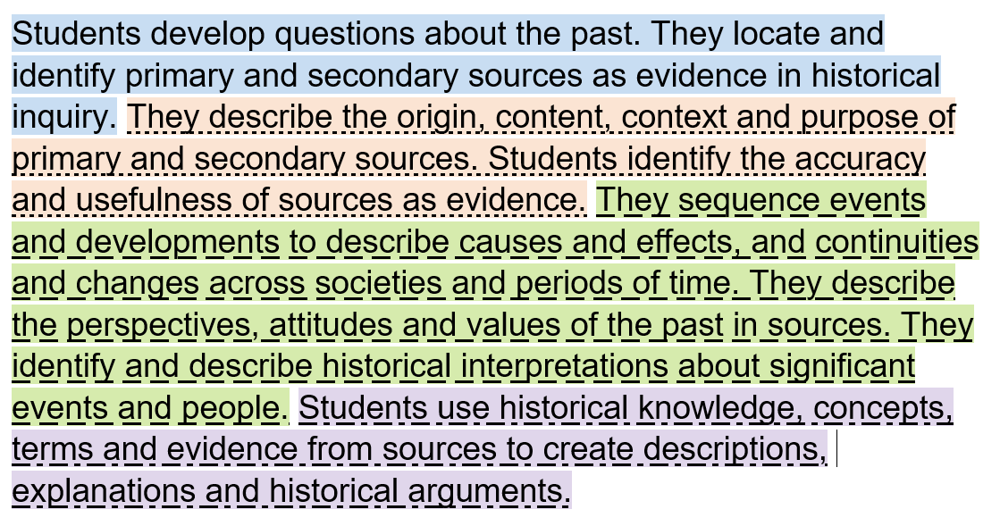 Students develop questions about the past. They locate and
identify primary and secondary sources as evidence in historical
inquiry. They describe the origin, content, context and purpose of
primary and secondary sources. Students identify the accuracy
and usefulness of sources as evidence. They sequence events
and developments to describe causes and effects, and continuities
and changes across societies and periods of time. They describe
the perspectives, attitudes and values of the past in sources. They
identify and describe historical interpretations about significant
events and people. Students use historical knowledge, concepts,
terms and evidence from sources to create descriptions,
explanations and historical arguments.